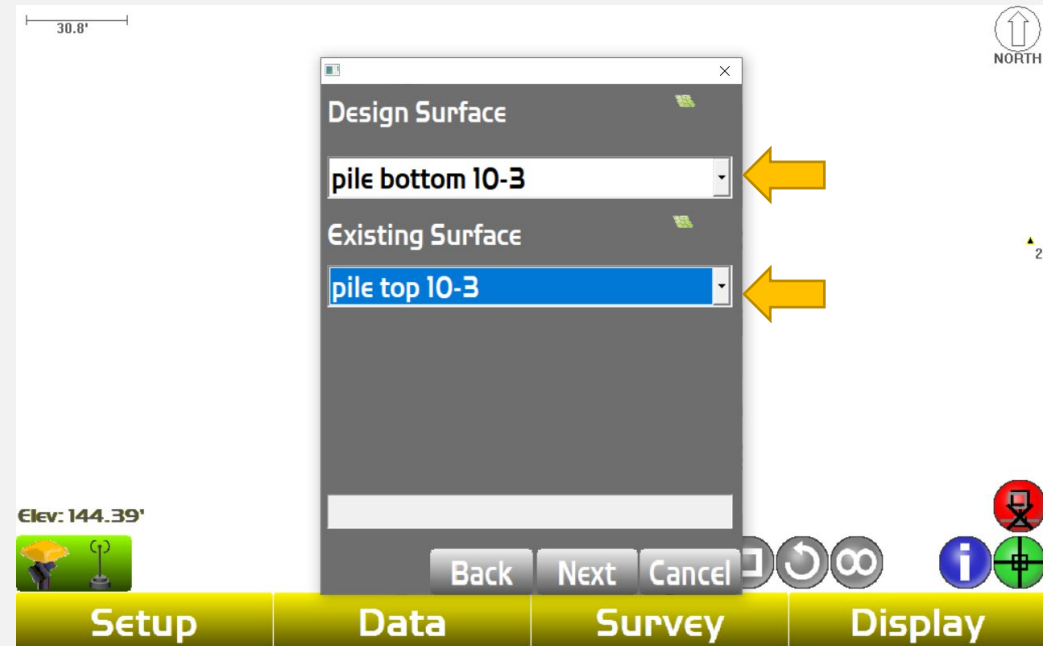 30.8'
NORTH
Design Surface
pile bottom 10-3
Existing Surface
pile top 10-3
2
Elev: 144.39'
Back Next Cancel
Setup Data Survey Display